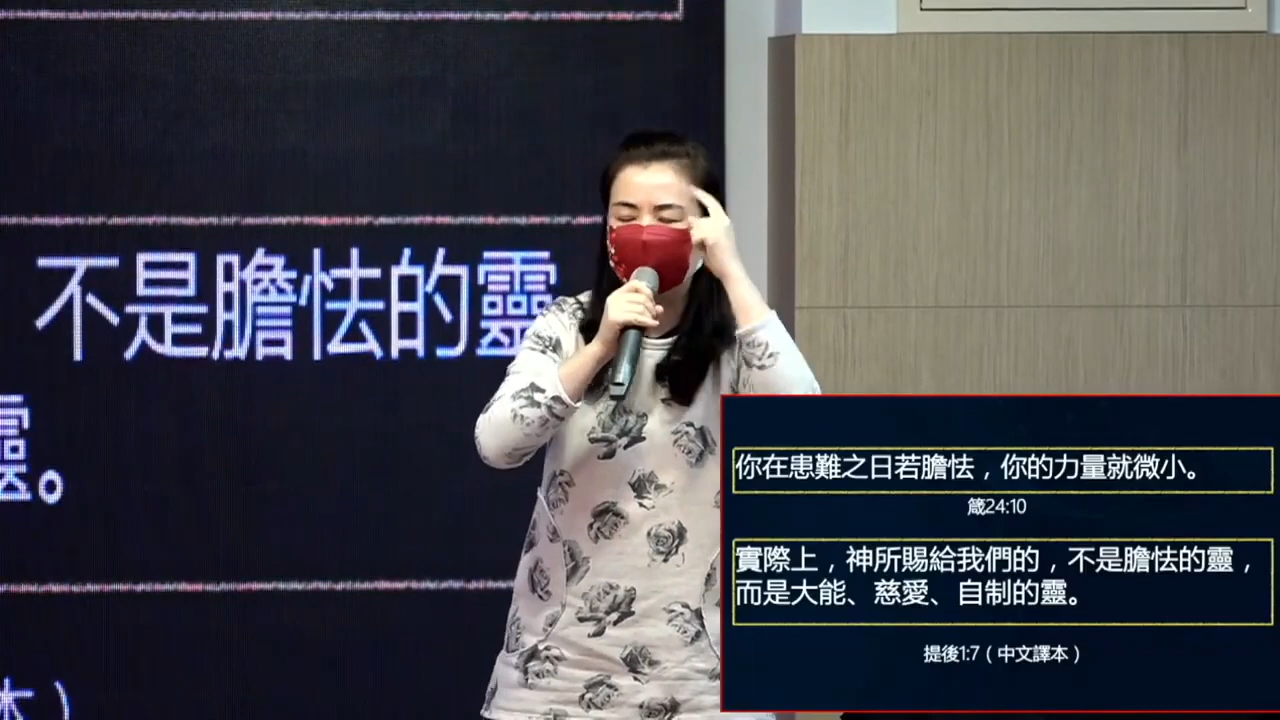 不是膽怯的靈
靈。
本）
你在患難之日若膽怯，你的力量就微小。
箴24:10
實際上，神所賜給我們的，不是膽怯的靈，
而是大能、慈愛、自制的靈。
提後1:7（中文譯本）